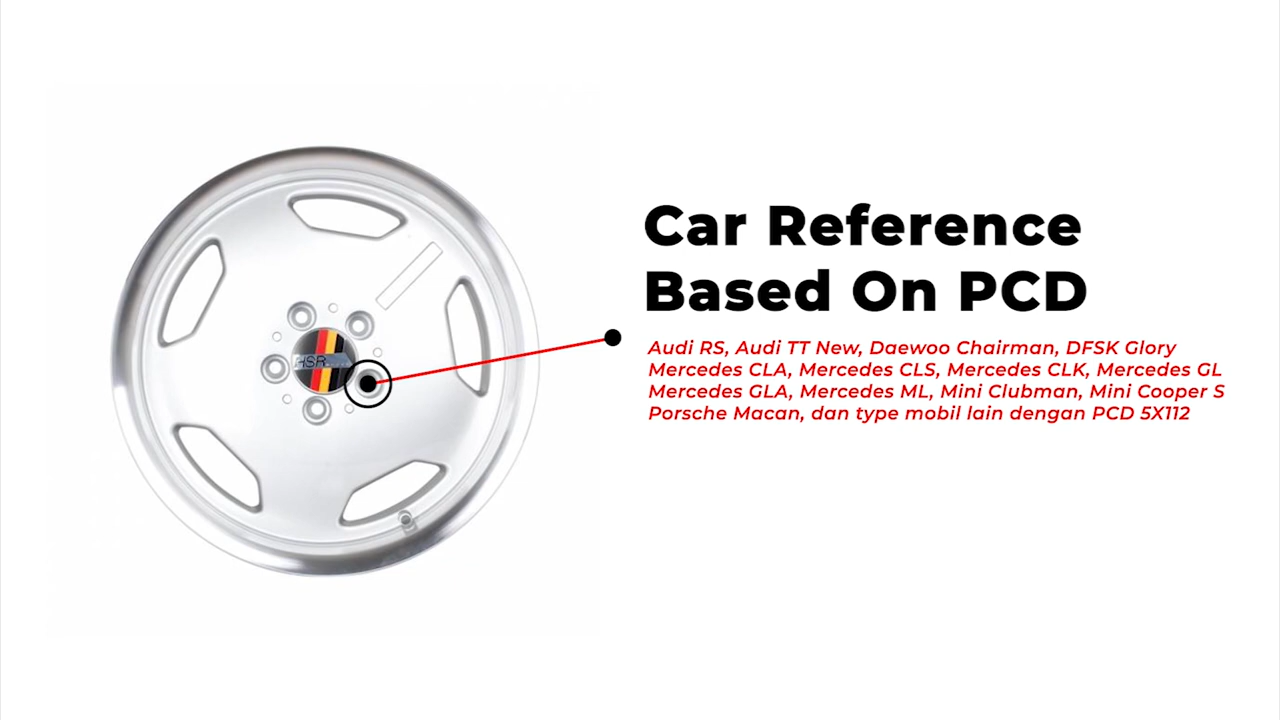 Car Reference
Based On PCD
Audi RS, Audi TT New, Daewoo Chairman, DFSK Glory
Mercedes CLA, Mercedes CLS, Mercedes CLK, Mercedes GL
Mercedes GLA, Mercedes ML, Mini Clubman, Mini Cooper S
Porsche Macan, dan type mobil lain dengan PCD 5X112
HSR